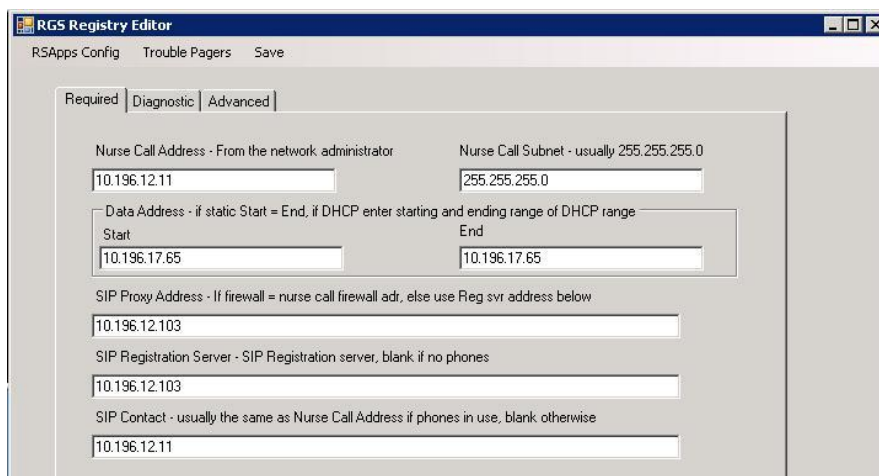 RGS Registry Editor
RSApps Config Trouble Pagers Save
Required Diagnostic Advanced
Nurse Call Address - From the network administrator Nurse Call Subnet - usually 255.255.255.0
10.196.12.11 255.255.255.0
Data Address - if static Start = End, if DHCP enter starting and ending range of DHCP range
Start End
10.196.17.65 10.196.17.65
SIP Proxy Address - If firewall = nurse call firewall adr, else use Reg svr address below
10.196.12.103
SIP Registration Server - SIP Registration server, blank if no phones
10.196.12.103
SIP Contact - usually the same as Nurse Call Address if phones in use, blank otherwise
10.196.12.11